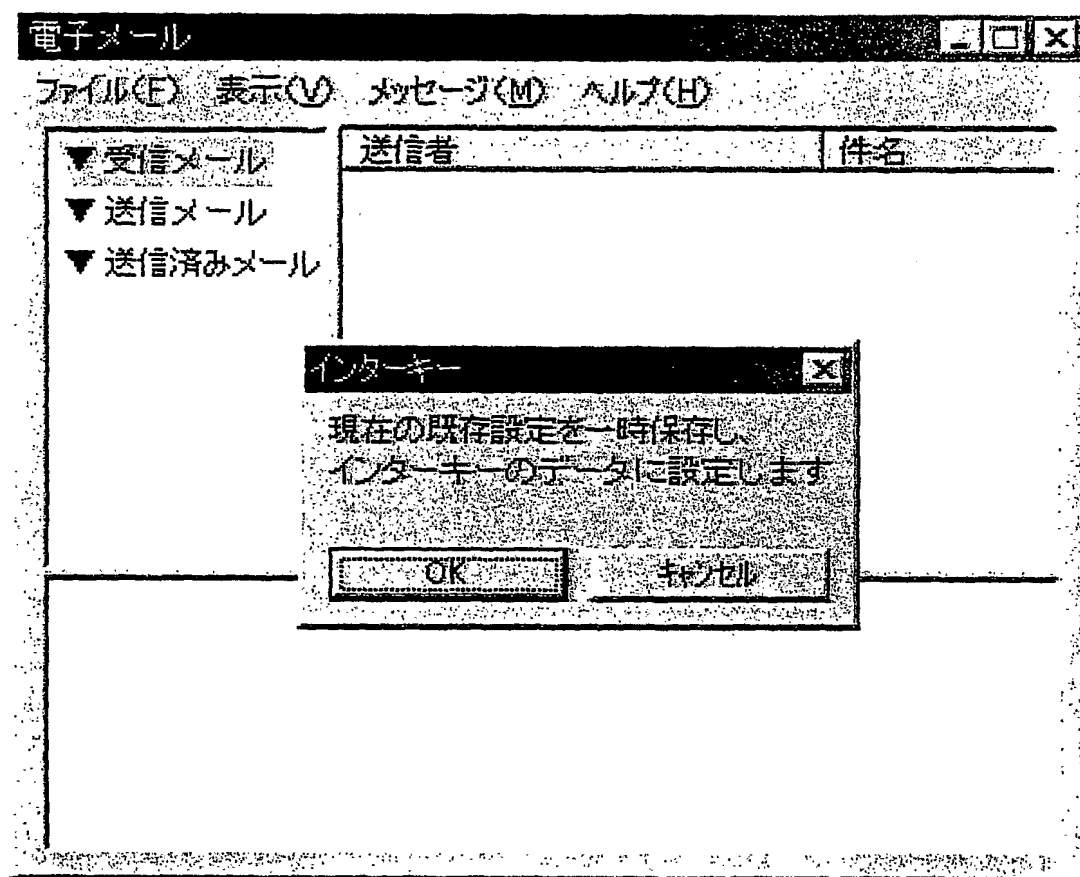 電子メール
ファイル(F) 表示(V) メッセージ(M) ヘルプ(H)
▼受信メール
▼送信メール
▼送信済みメール
送信者 件名
インターキー
現在の既存設定を一時保存し、
インターキーのデータに設定します
OK キャンセル